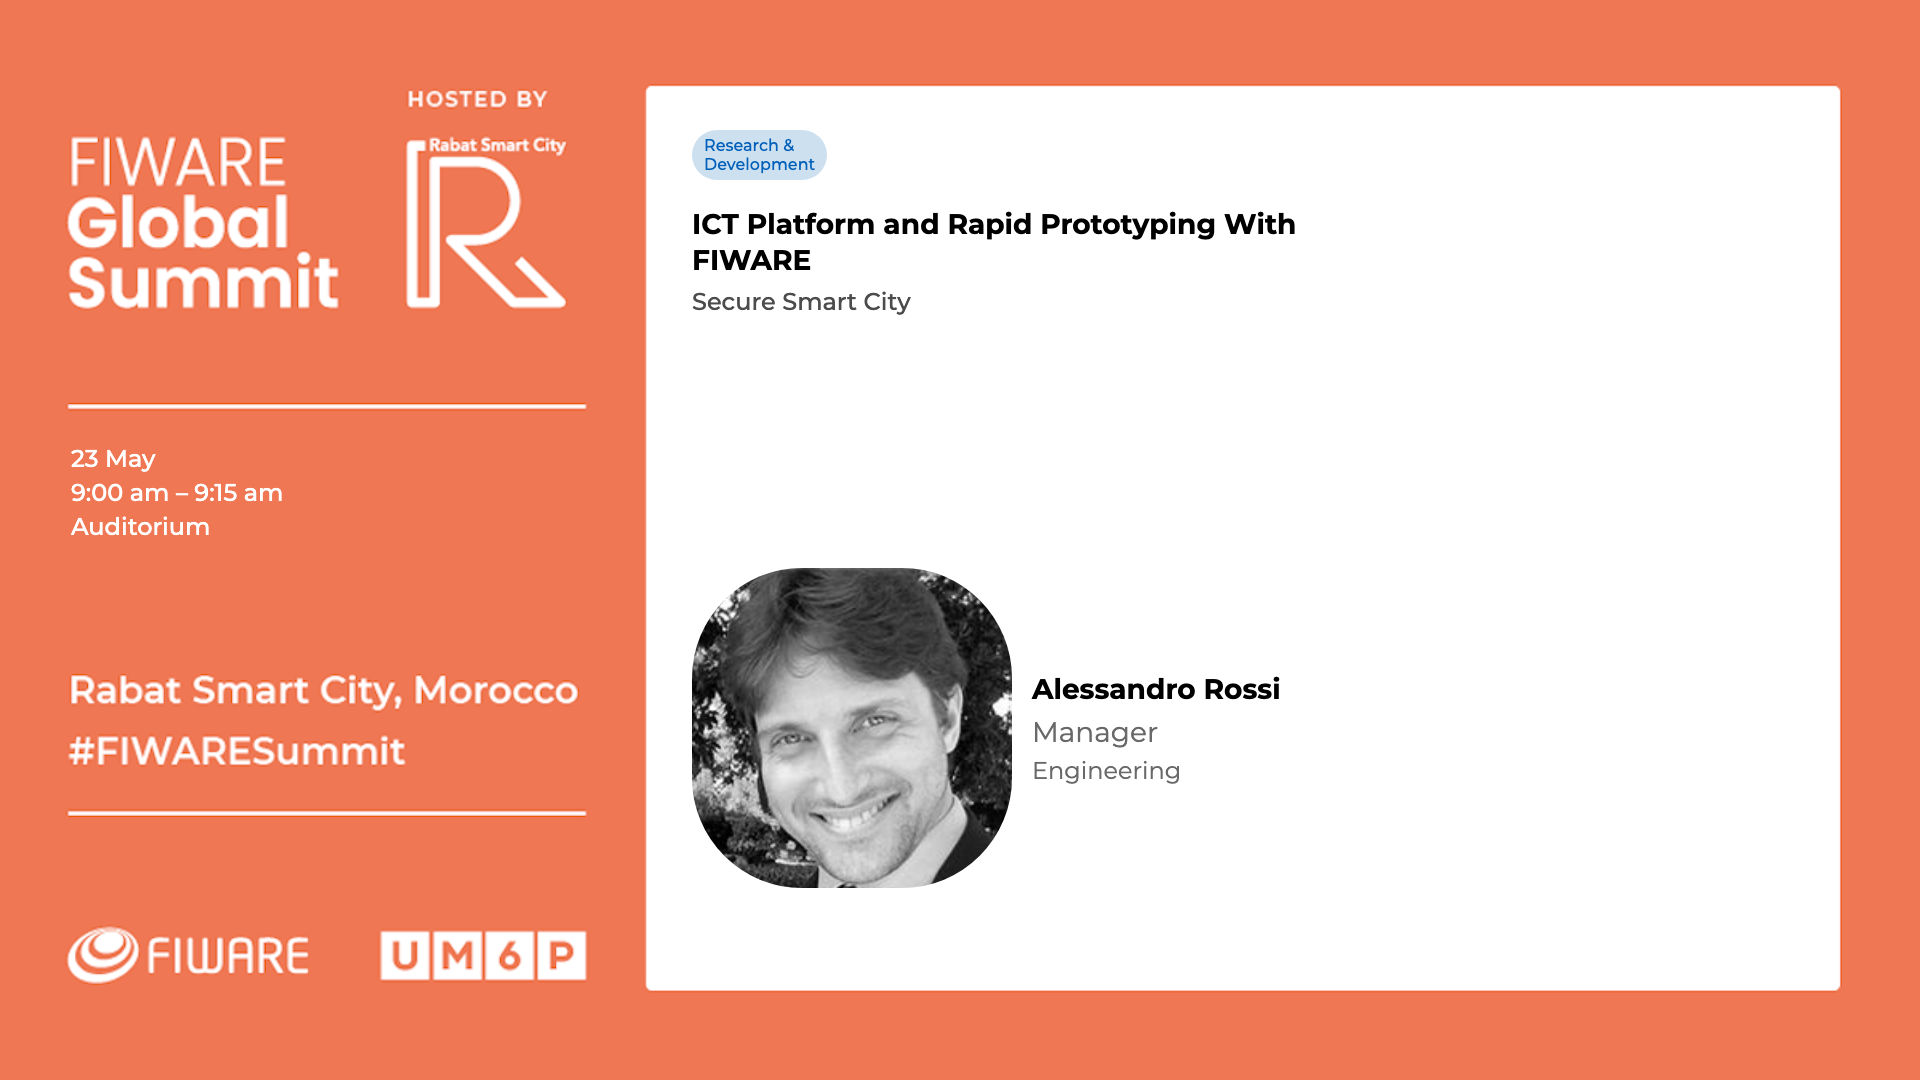 HOSTED BY
FIWARE
Global
Summit
Rabat Smart City
R
23 May
9:00 am – 9:15 am
Auditorium
Rabat Smart City, Morocco
#FIWARESummit
FIWARE
UM6P
Research &
Development
ICT Platform and Rapid Prototyping With
FIWARE
Secure Smart City
Alessandro Rossi
Manager
Engineering